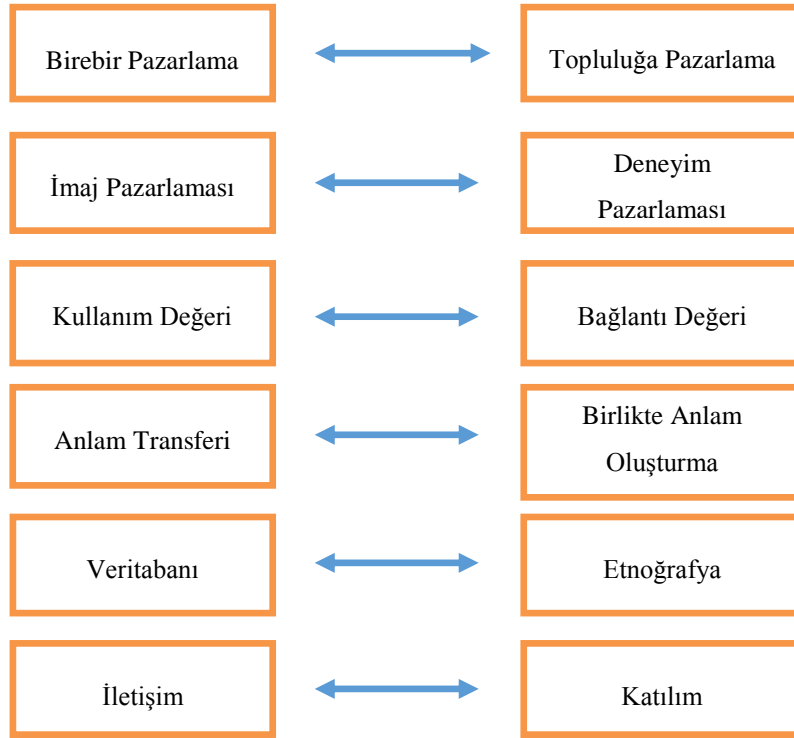 Birebir Pazarlama
Topluluğa Pazarlama
İmaj Pazarlaması
Deneyim
Pazarlaması
Kullanım Değeri
Bağlantı Değeri
Anlam Transferi
Birlikte Anlam
Oluşturma
Veritabanı
Etnoğrafya
İletişim
Katılım